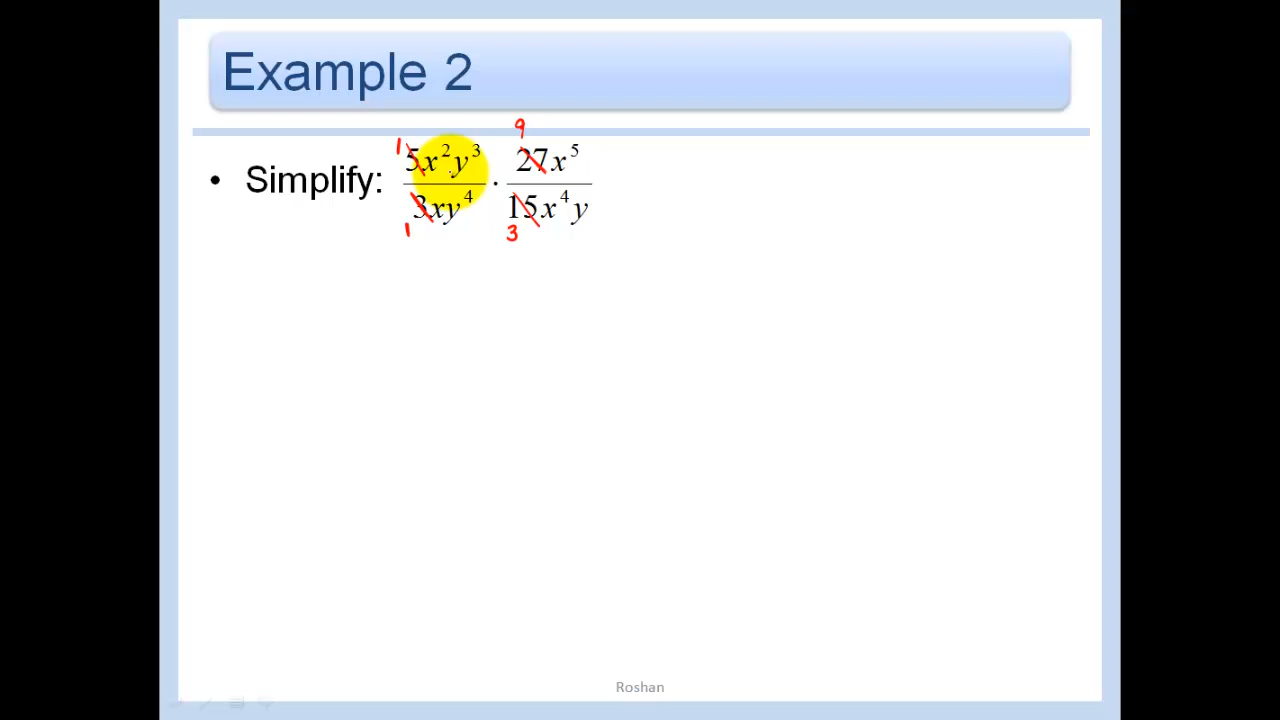 Example 2
1 9
• Simplify: 5x²y³/3xy⁴ · 27x⁵/15x⁴y
1 3
Roshan